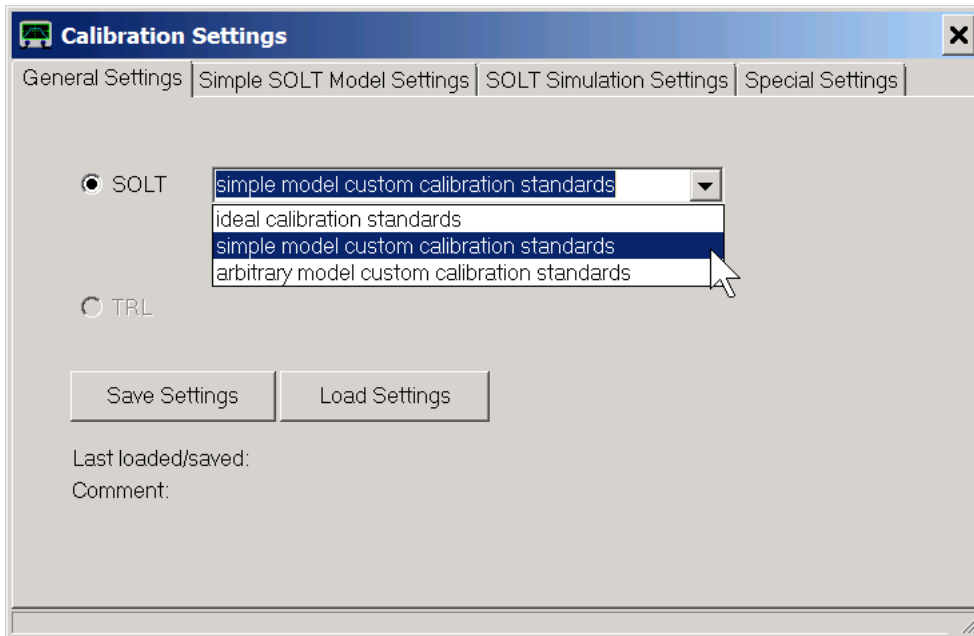 Calibration Settings
General Settings Simple SOLT Model Settings SOLT Simulation Settings Special Settings
SOLT simple model custom calibration standards
ideal calibration standards
simple model custom calibration standards
arbitrary model custom calibration standards
TRL
Save Settings Load Settings
Last loaded/saved:
Comment: